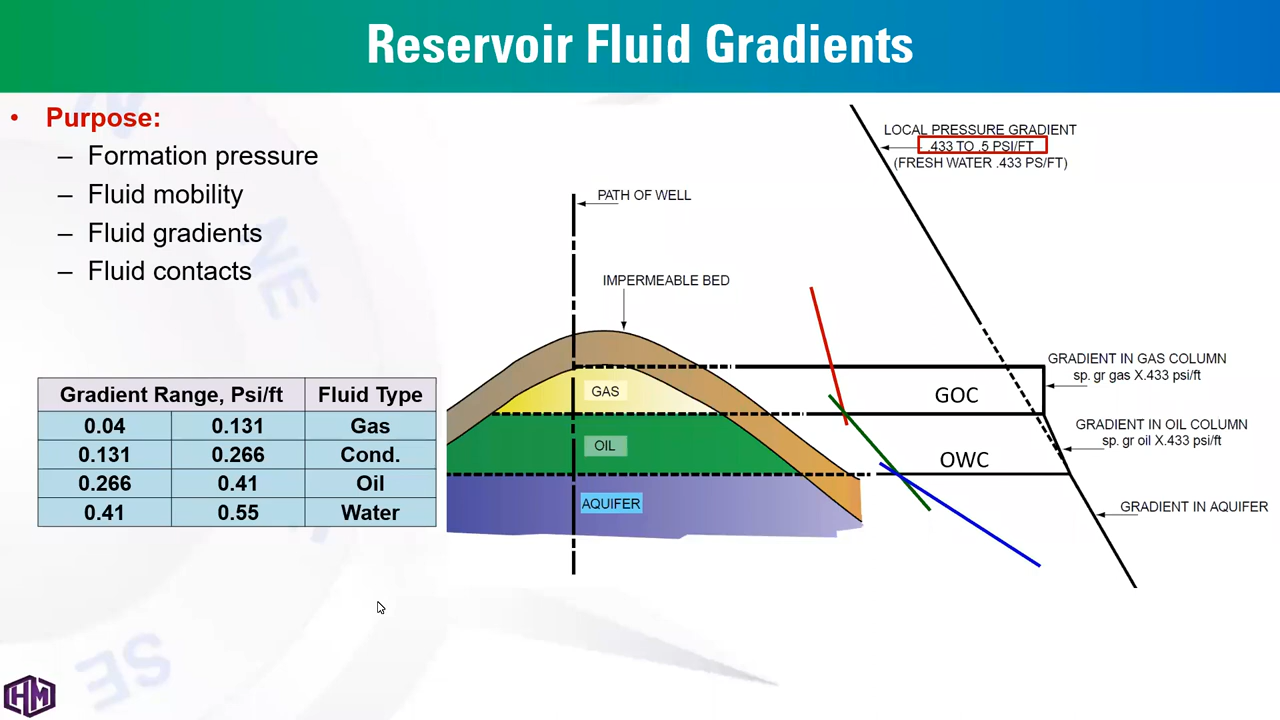 Reservoir Fluid Gradients
• Purpose:
– Formation pressure
– Fluid mobility
– Fluid gradients
– Fluid contacts
Gradient Range, Psi/ft Fluid Type
0.04 0.131 Gas
0.131 0.266 Cond.
0.266 0.41 Oil
0.41 0.55 Water
LOCAL PRESSURE GRADIENT
.433 TO .5 PSI/FT
(FRESH WATER .433 PS/FT)
PATH OF WELL
IMPERMEABLE BED
GAS
OIL
AQUIFER
GOC
OWC
GRADIENT IN GAS COLUMN
sp. gr gas X.433 psi/ft
GRADIENT IN OIL COLUMN
sp. gr oil X.433 psi/ft
GRADIENT IN AQUIFER
NE
SE
HM